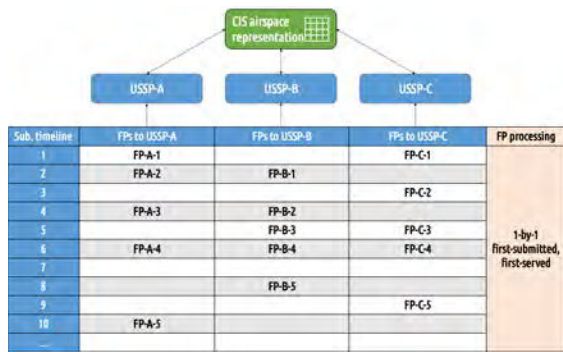 CIS airspace
representation
USSP-A USSP-B USSP-C
Sub. timeline FPs to USSP-A FPs to USSP-B FPs to USSP-C FP processing
1 FP-A-1 FP-C-1
2 FP-A-2 FP-B-1
3 FP-C-2
4 FP-A-3 FP-B-2
5 FP-B-3 FP-C-3
6 FP-A-4 FP-B-4 FP-C-4
1-by-1
first-submitted,
first-served
7
8 FP-B-5
9 FP-C-5
10 FP-A-5
...